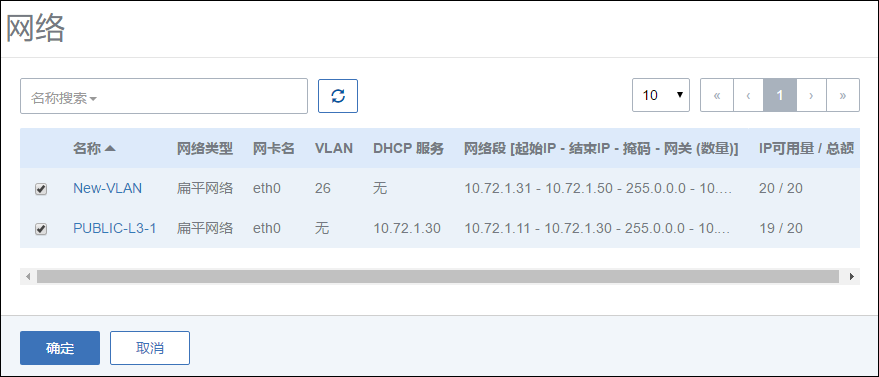 网络
名称搜索
10 « ‹ 1 › »
名称 网络类型 网卡名 VLAN DHCP 服务 网络段 [起始IP - 结束IP - 掩码 - 网关 (数量)] IP可用量 / 总额
New-VLAN 扁平网络 eth0 26 无 10.72.1.31 - 10.72.1.50 - 255.0.0.0 - 10.... 20 / 20
PUBLIC-L3-1 扁平网络 eth0 无 10.72.1.30 10.72.1.11 - 10.72.1.30 - 255.0.0.0 - 10.... 19 / 20
确定 取消